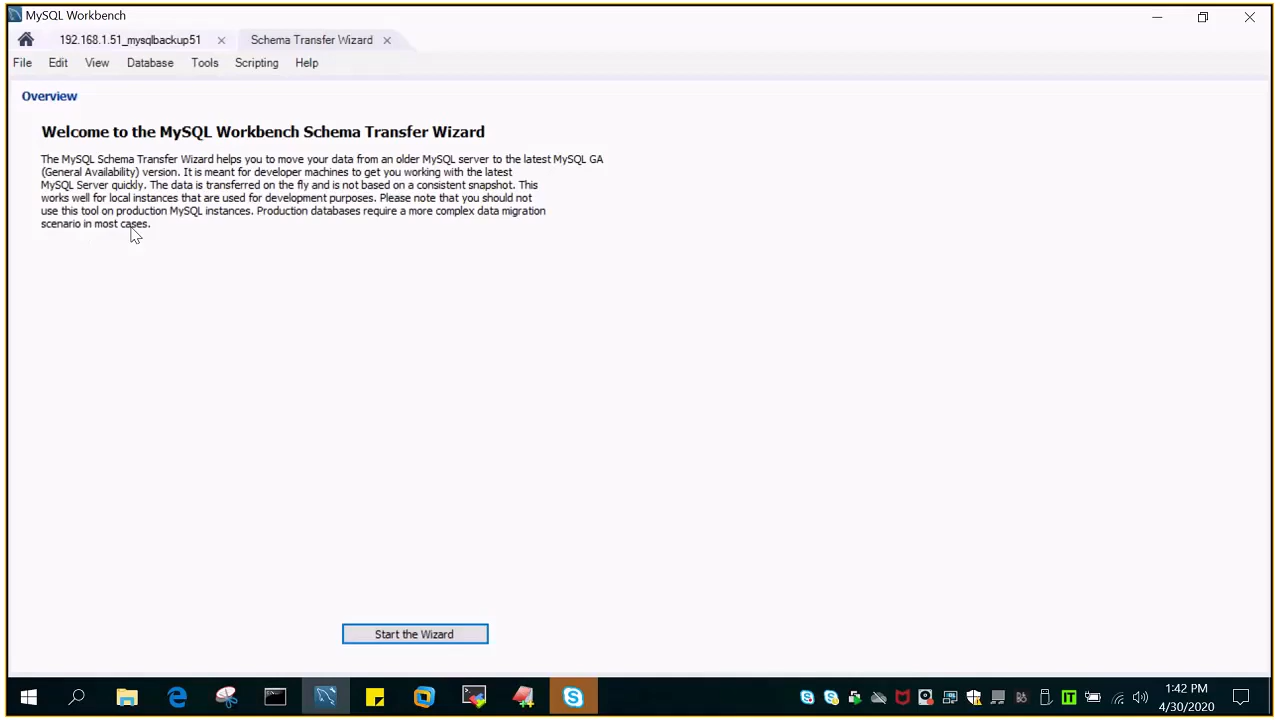 MySQL Workbench
192.168.1.51_mysqlbackup51
Schema Transfer Wizard
File Edit View Database Tools Scripting Help
Overview
Welcome to the MySQL Workbench Schema Transfer Wizard
The MySQL Schema Transfer Wizard helps you to move your data from an older MySQL server to the latest MySQL GA
(General Availability) version. It is meant for developer machines to get you working with the latest
MySQL Server quickly. The data is transferred on the fly and is not based on a consistent snapshot. This
works well for local instances that are used for development purposes. Please note that you should not
use this tool on production MySQL instances. Production databases require a more complex data migration
scenario in most cases.
Start the Wizard
IT
1:42 PM
4/30/2020